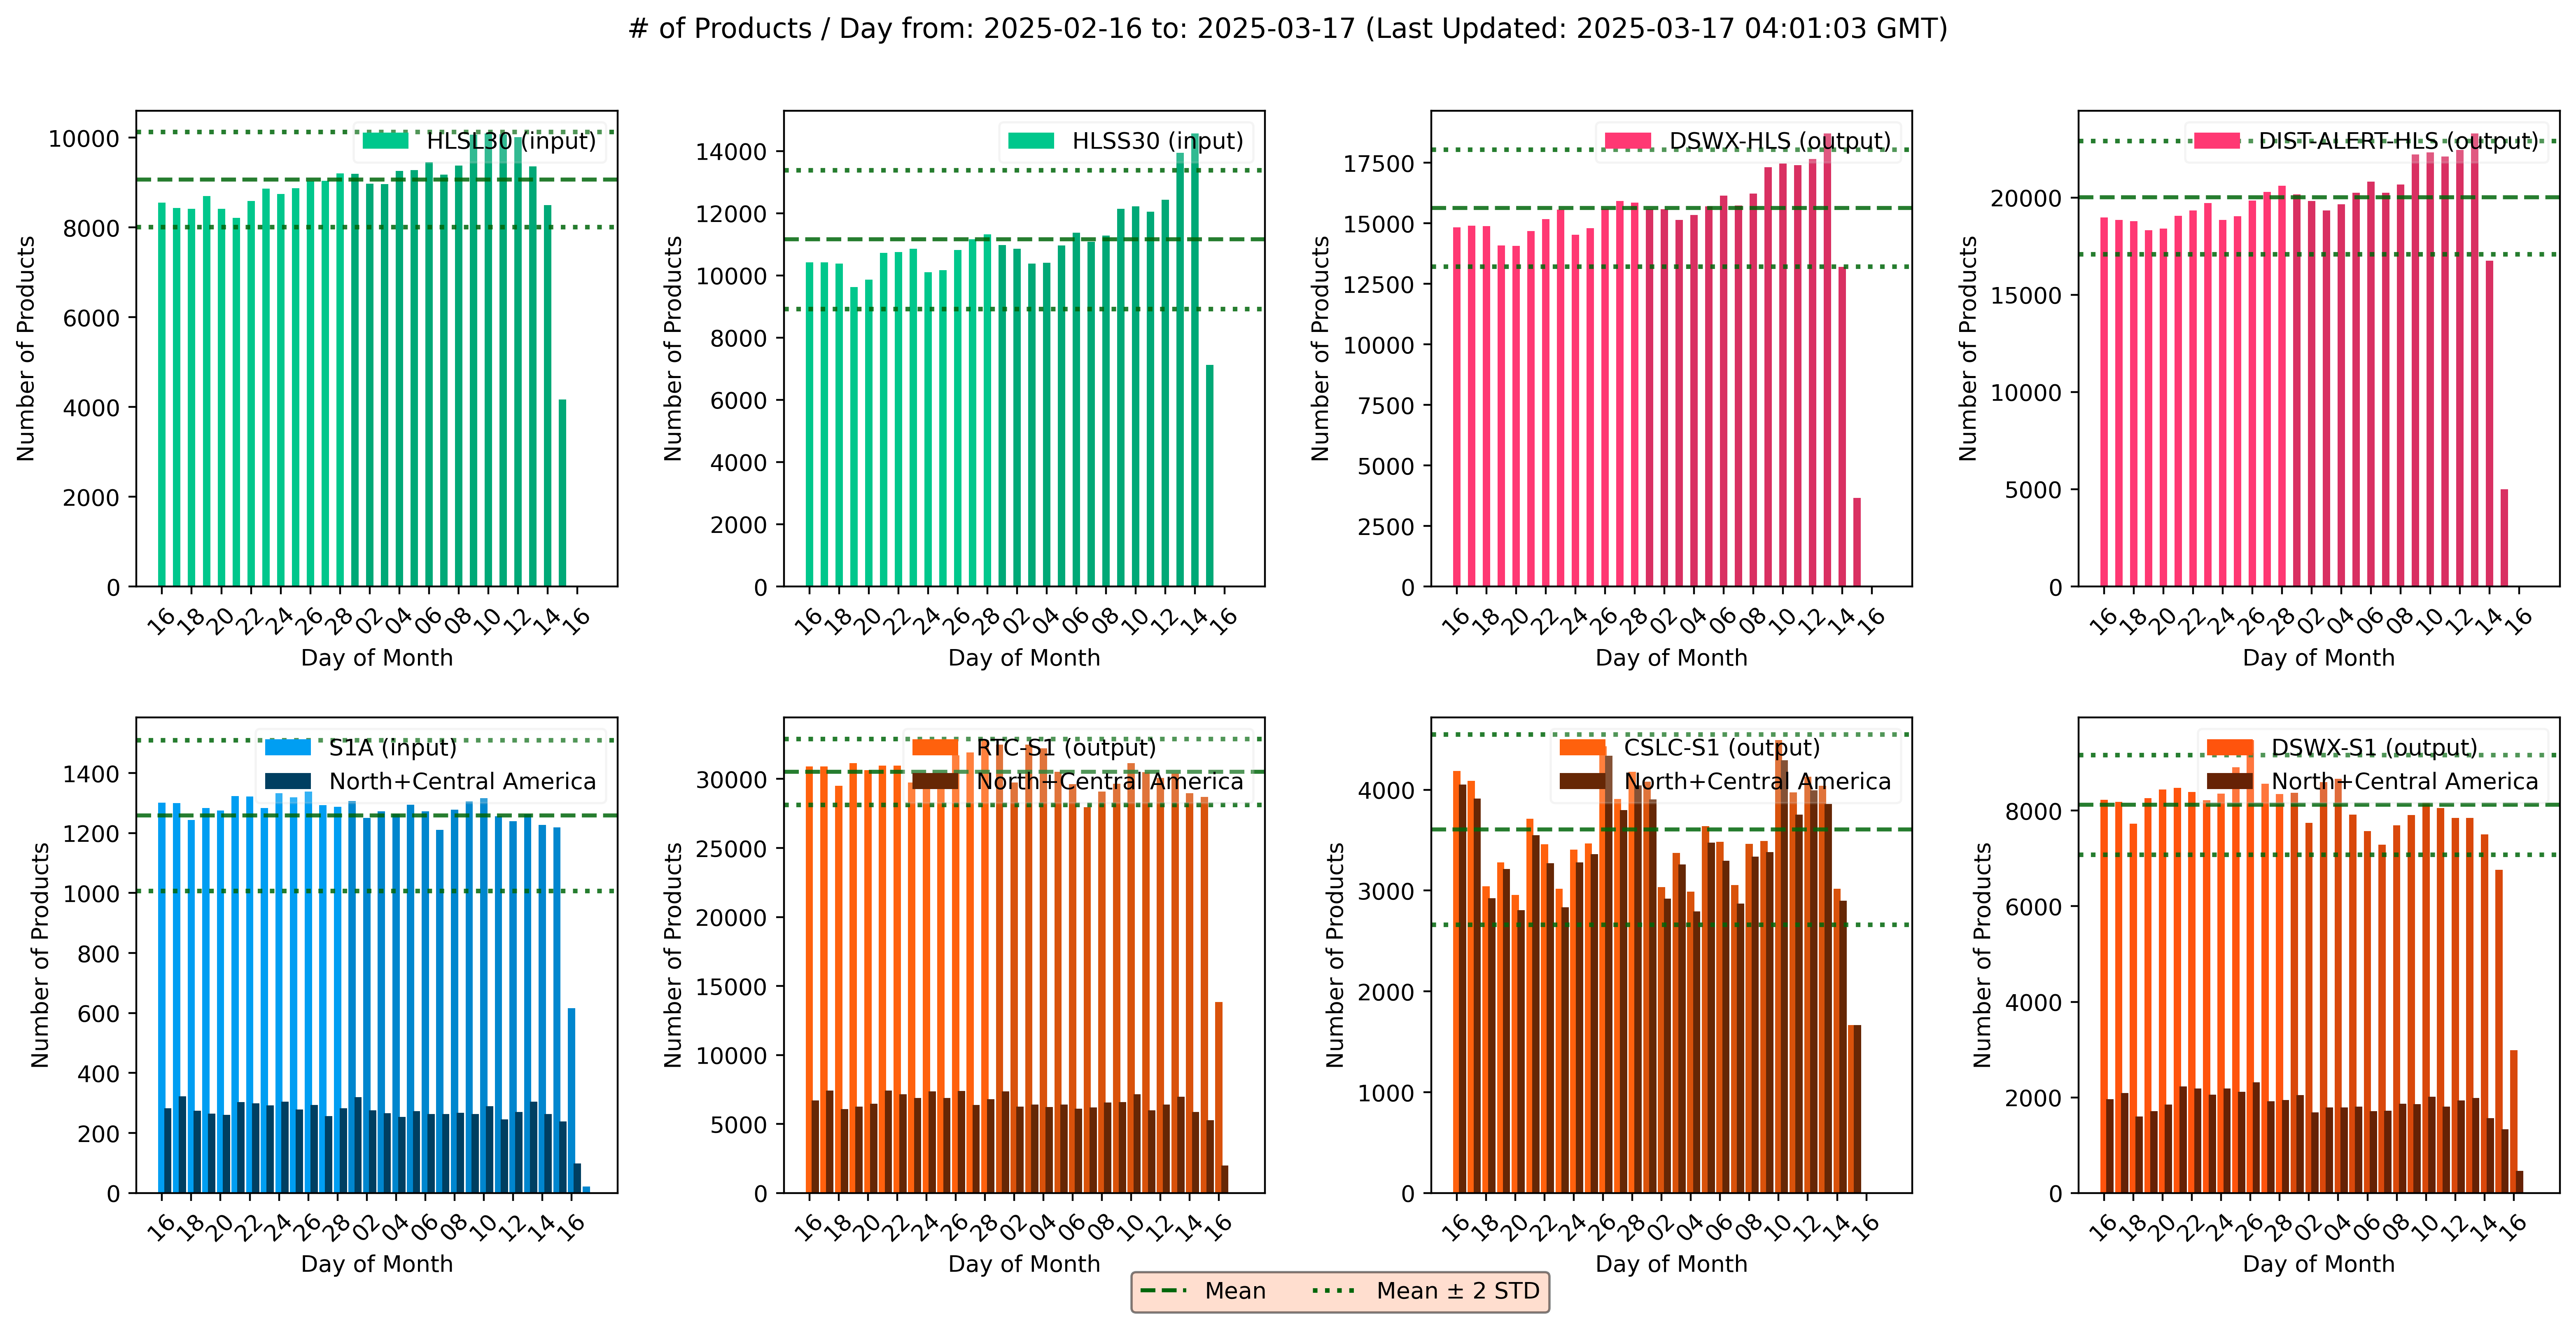 # of Products / Day from: 2025-02-16 to: 2025-03-17 (Last Updated: 2025-03-17 04:01:03 GMT)
HLSL30 (input)
Number of Products
10000
8000
6000
4000
2000
0
16 18 20 22 24 26 28 02 04 06 08 10 12 14 16
Day of Month
HLSS30 (input)
Number of Products
14000
12000
10000
8000
6000
4000
2000
0
16 18 20 22 24 26 28 02 04 06 08 10 12 14 16
Day of Month
DSWX-HLS (output)
Number of Products
17500
15000
12500
10000
7500
5000
2500
0
16 18 20 22 24 26 28 02 04 06 08 10 12 14 16
Day of Month
DIST-ALERT-HLS (output)
Number of Products
20000
15000
10000
5000
0
16 18 20 22 24 26 28 02 04 06 08 10 12 14 16
Day of Month
S1A (input)
North+Central America
Number of Products
1400
1200
1000
800
600
400
200
0
16 18 20 22 24 26 28 02 04 06 08 10 12 14 16
Day of Month
RTC-S1 (output)
North+Central America
Number of Products
30000
25000
20000
15000
10000
5000
0
16 18 20 22 24 26 28 02 04 06 08 10 12 14 16
Day of Month
CSLC-S1 (output)
North+Central America
Number of Products
4000
3000
2000
1000
0
16 18 20 22 24 26 28 02 04 06 08 10 12 14 16
Day of Month
DSWX-S1 (output)
North+Central America
Number of Products
8000
6000
4000
2000
0
16 18 20 22 24 26 28 02 04 06 08 10 12 14 16
Day of Month
Mean
Mean ± 2 STD